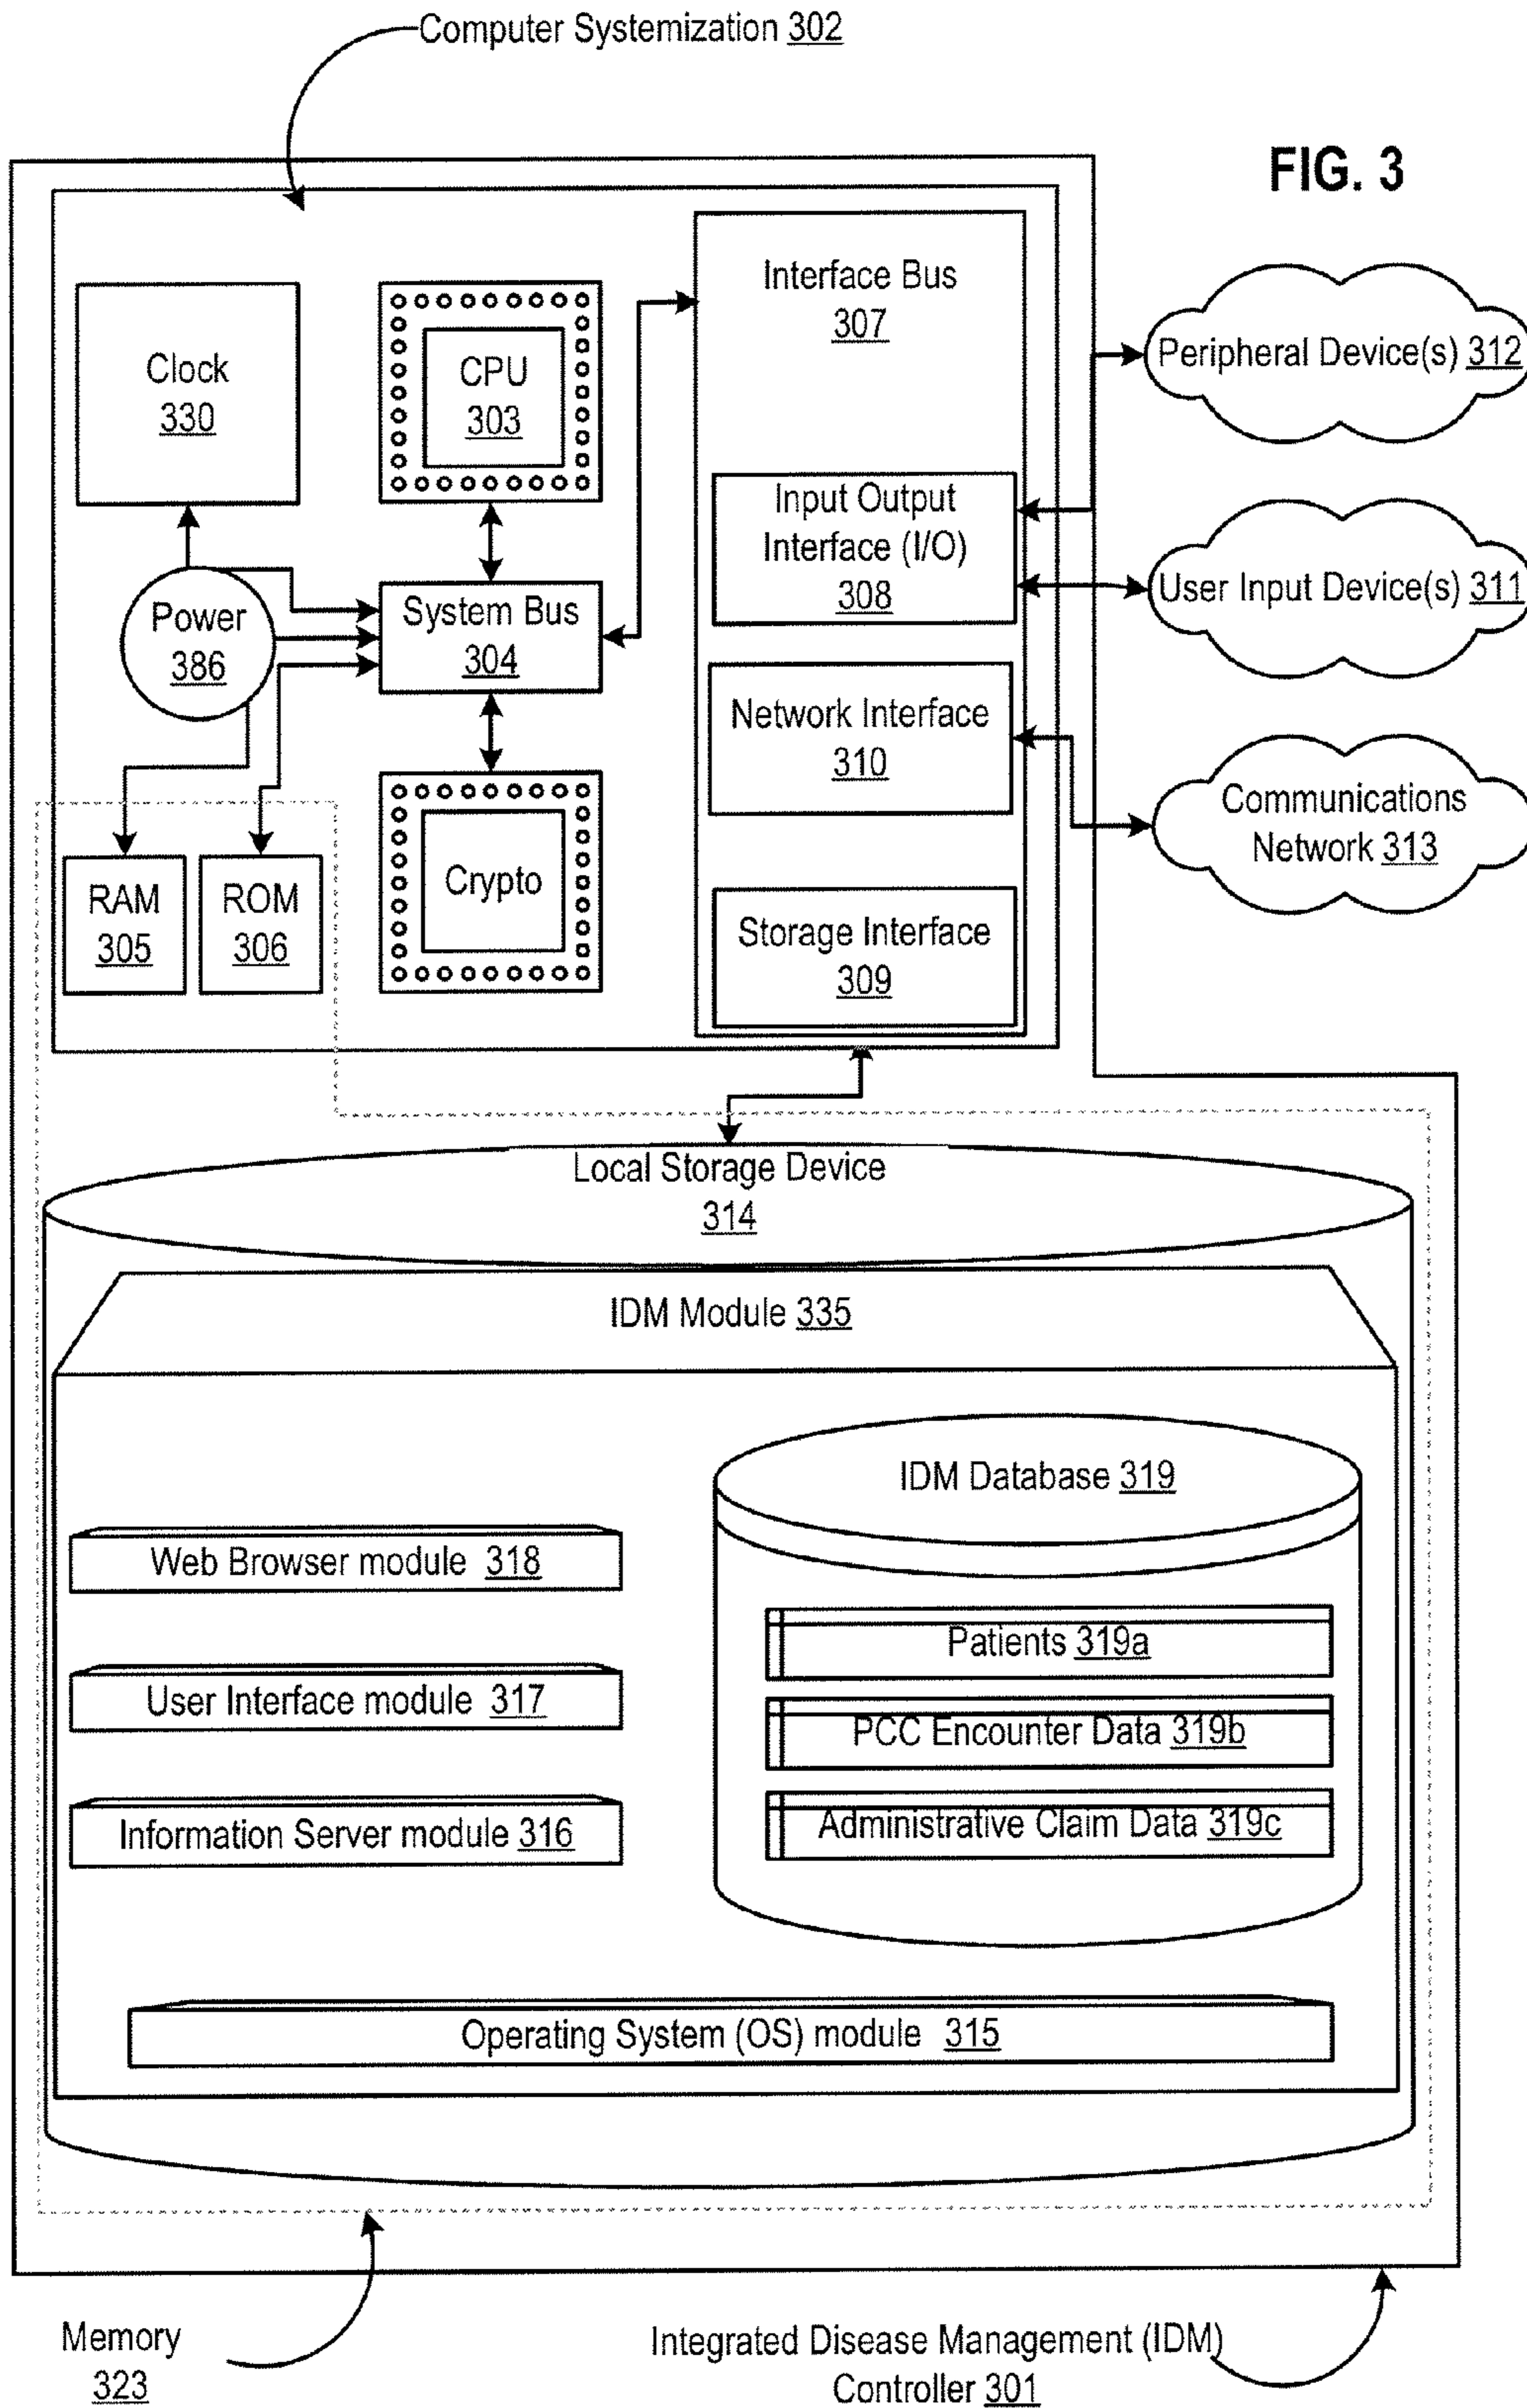 Computer Systemization 302
FIG. 3
Clock
330
CPU
303
Interface Bus
307
Peripheral Device(s) 312
Input Output
Interface (I/O)
308
User Input Device(s) 311
Power
386
System Bus
304
Network Interface
310
Communications
Network 313
RAM
305
ROM
306
Crypto
Storage Interface
309
Local Storage Device
314
IDM Module 335
IDM Database 319
Web Browser module 318
Patients 319a
User Interface module 317
PCC Encounter Data 319b
Information Server module 316
Administrative Claim Data 319c
Operating System (OS) module 315
Memory
323
Integrated Disease Management (IDM)
Controller 301